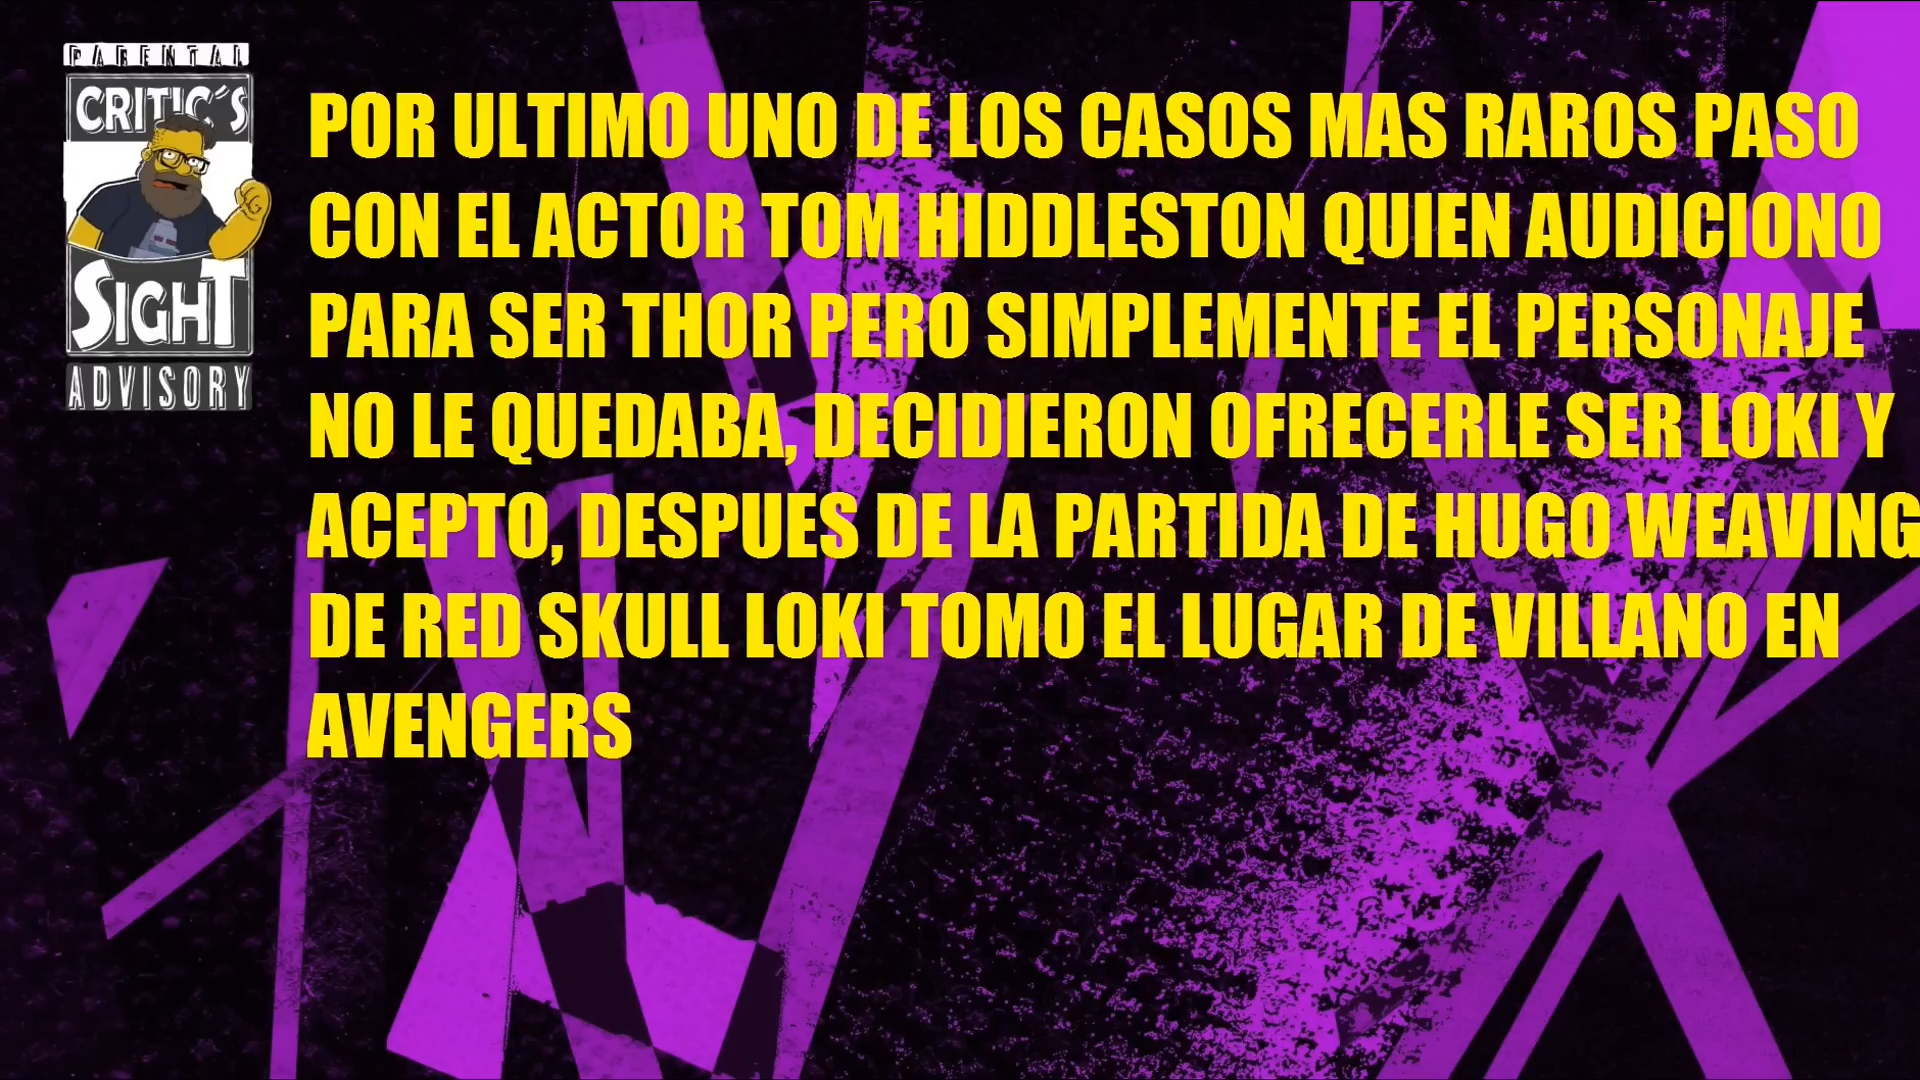 PARENTAL
CRITIC´S
SIGHT
ADVISORY
POR ULTIMO UNO DE LOS CASOS MAS RAROS PASO
CON EL ACTOR TOM HIDDLESTON QUIEN AUDICIONO
PARA SER THOR PERO SIMPLEMENTE EL PERSONAJE
NO LE QUEDABA, DECIDIERON OFRECERLE SER LOKI Y
ACEPTO, DESPUES DE LA PARTIDA DE HUGO WEAVING
DE RED SKULL LOKI TOMO EL LUGAR DE VILLANO EN
AVENGERS